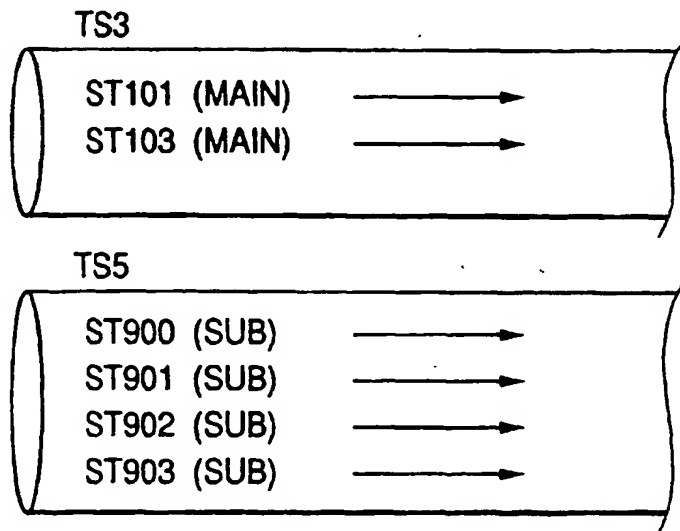 TS3
ST101 (MAIN)
ST103 (MAIN)
TS5
ST900 (SUB)
ST901 (SUB)
ST902 (SUB)
ST903 (SUB)